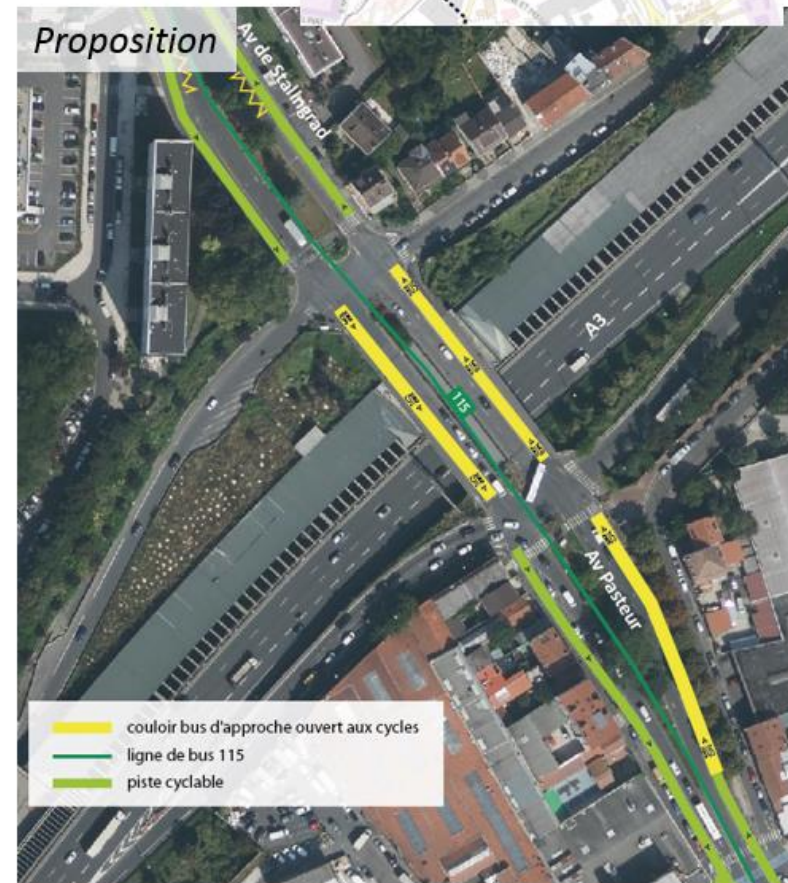 Proposition
Av de Stalingrad
A3
115
Av Pasteur
couloir bus d'approche ouvert aux cycles
ligne de bus 115
piste cyclable